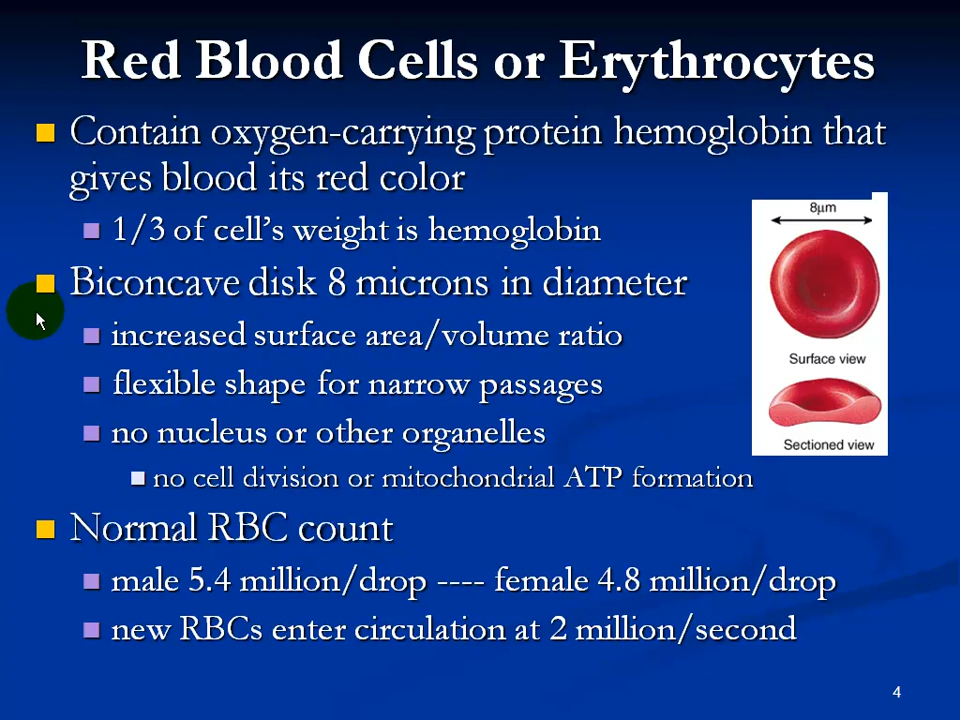 Red Blood Cells or Erythrocytes
Contain oxygen-carrying protein hemoglobin that
gives blood its red color
1/3 of cell's weight is hemoglobin
Biconcave disk 8 microns in diameter
increased surface area/volume ratio
flexible shape for narrow passages
no nucleus or other organelles
no cell division or mitochondrial ATP formation
Normal RBC count
male 5.4 million/drop ---- female 4.8 million/drop
new RBCs enter circulation at 2 million/second
8µm
Surface view
Sectioned view
4